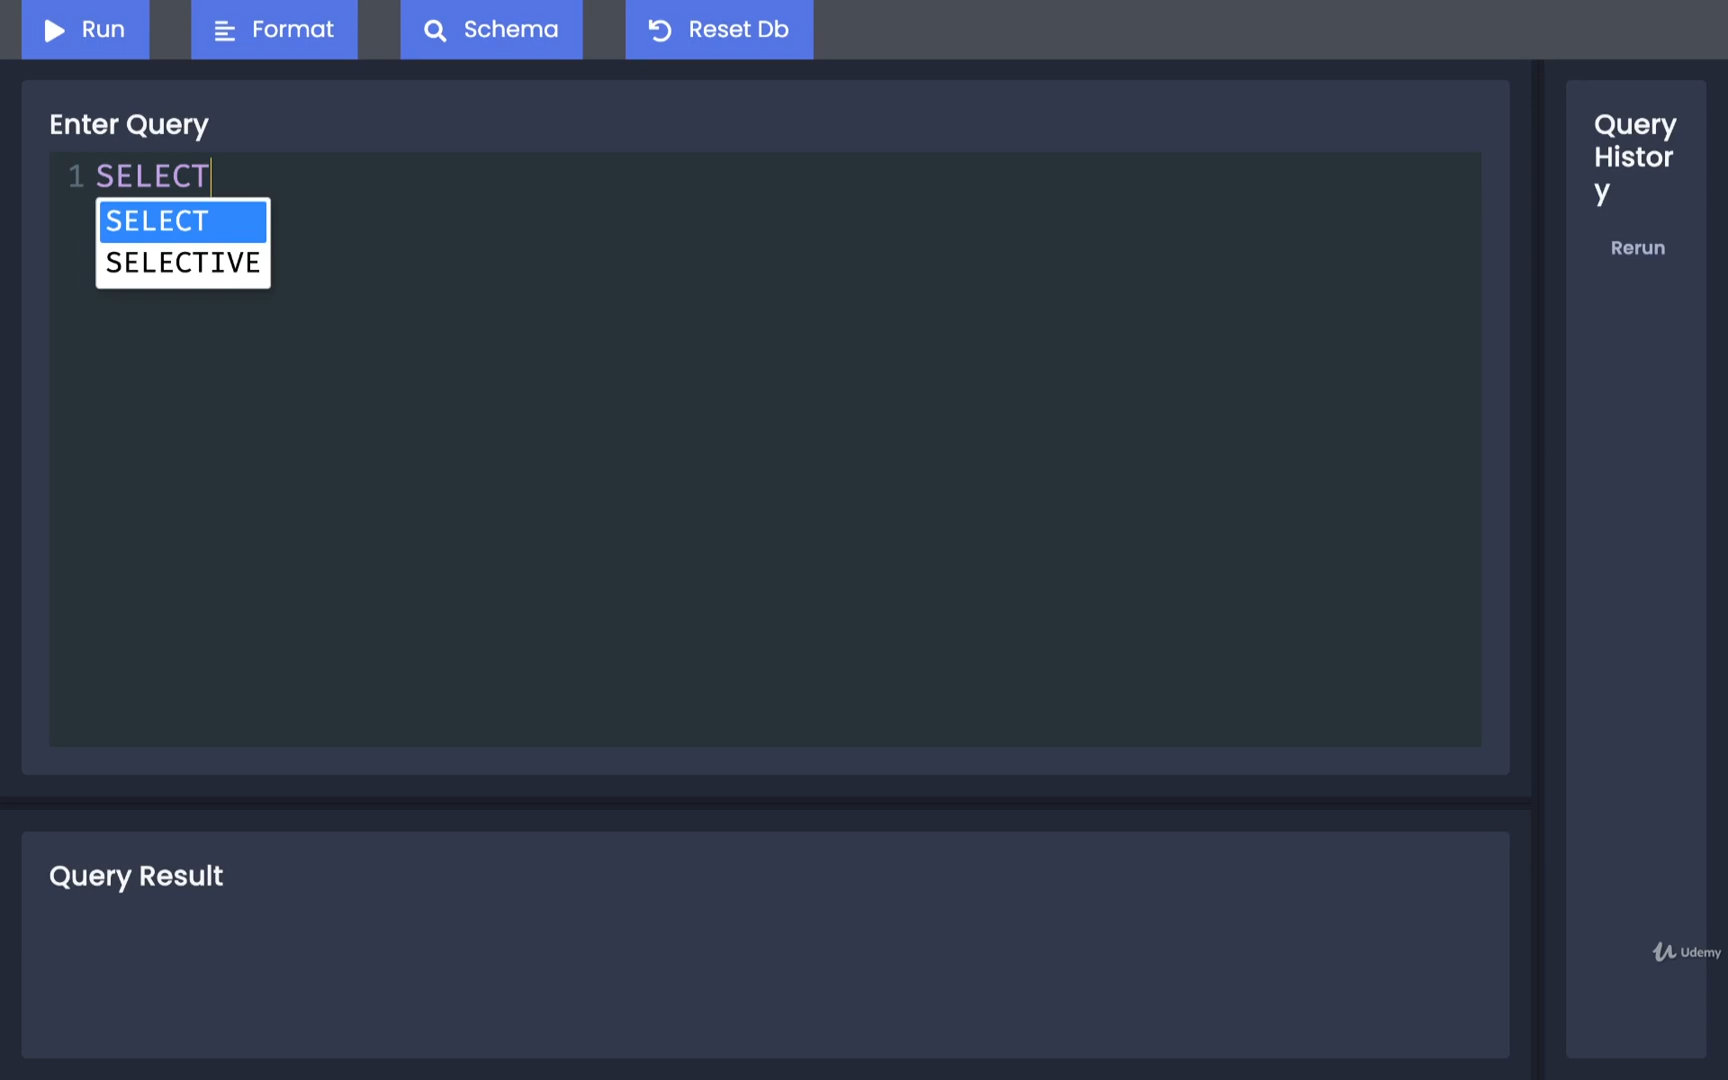 Run
Format
Schema
Reset Db
Enter Query
1 SELECT
SELECT
SELECTIVE
Query Result
Query
Histor
y
Rerun
Udemy